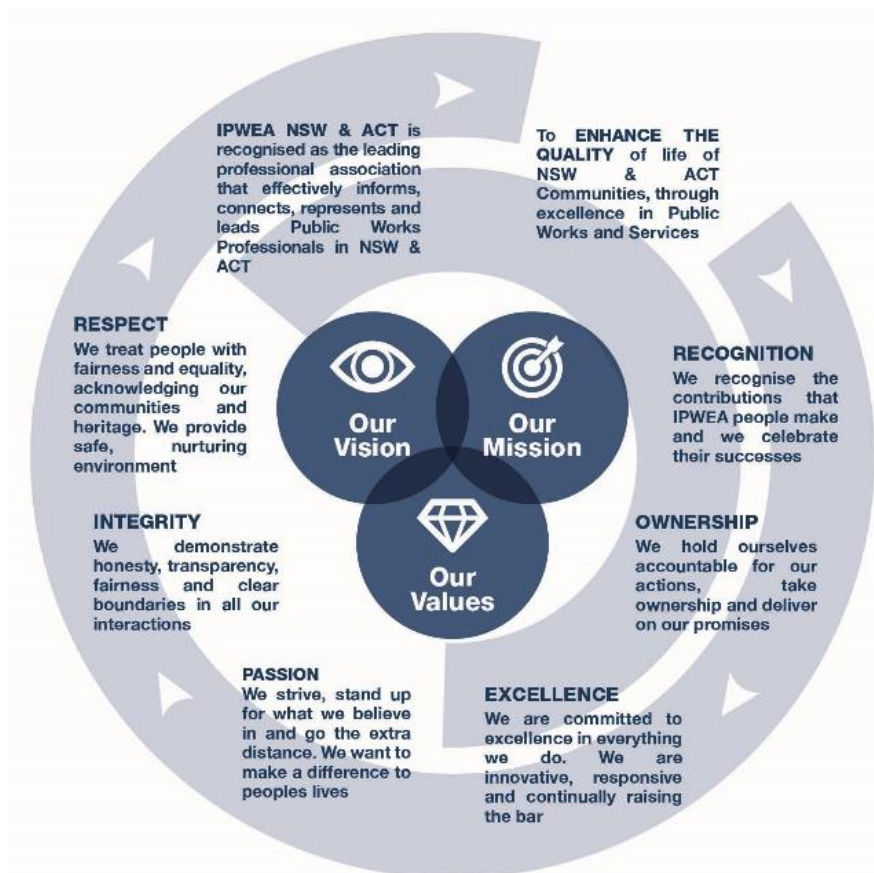 IPWEA NSW & ACT is
recognised as the leading
professional association
that effectively informs,
connects, represents and
leads Public Works
Professionals in NSW &
ACT
To ENHANCE THE
QUALITY of life of
NSW & ACT
Communities, through
excellence in Public
Works and Services
RESPECT
We treat people with
fairness and equality,
acknowledging our
communities and
heritage. We provide
safe, nurturing
environment
Our
Vision
Our
Mission
Our
Values
RECOGNITION
We recognise the
contributions that
IPWEA people make
and we celebrate
their successes
INTEGRITY
We demonstrate
honesty, transparency,
fairness and clear
boundaries in all our
interactions
OWNERSHIP
We hold ourselves
accountable for our
actions, take
ownership and deliver
on our promises
PASSION
We strive, stand up
for what we believe
in and go the extra
distance. We want to
make a difference to
peoples lives
EXCELLENCE
We are committed to
excellence in everything
we do. We are
innovative, responsive
and continually raising
the bar